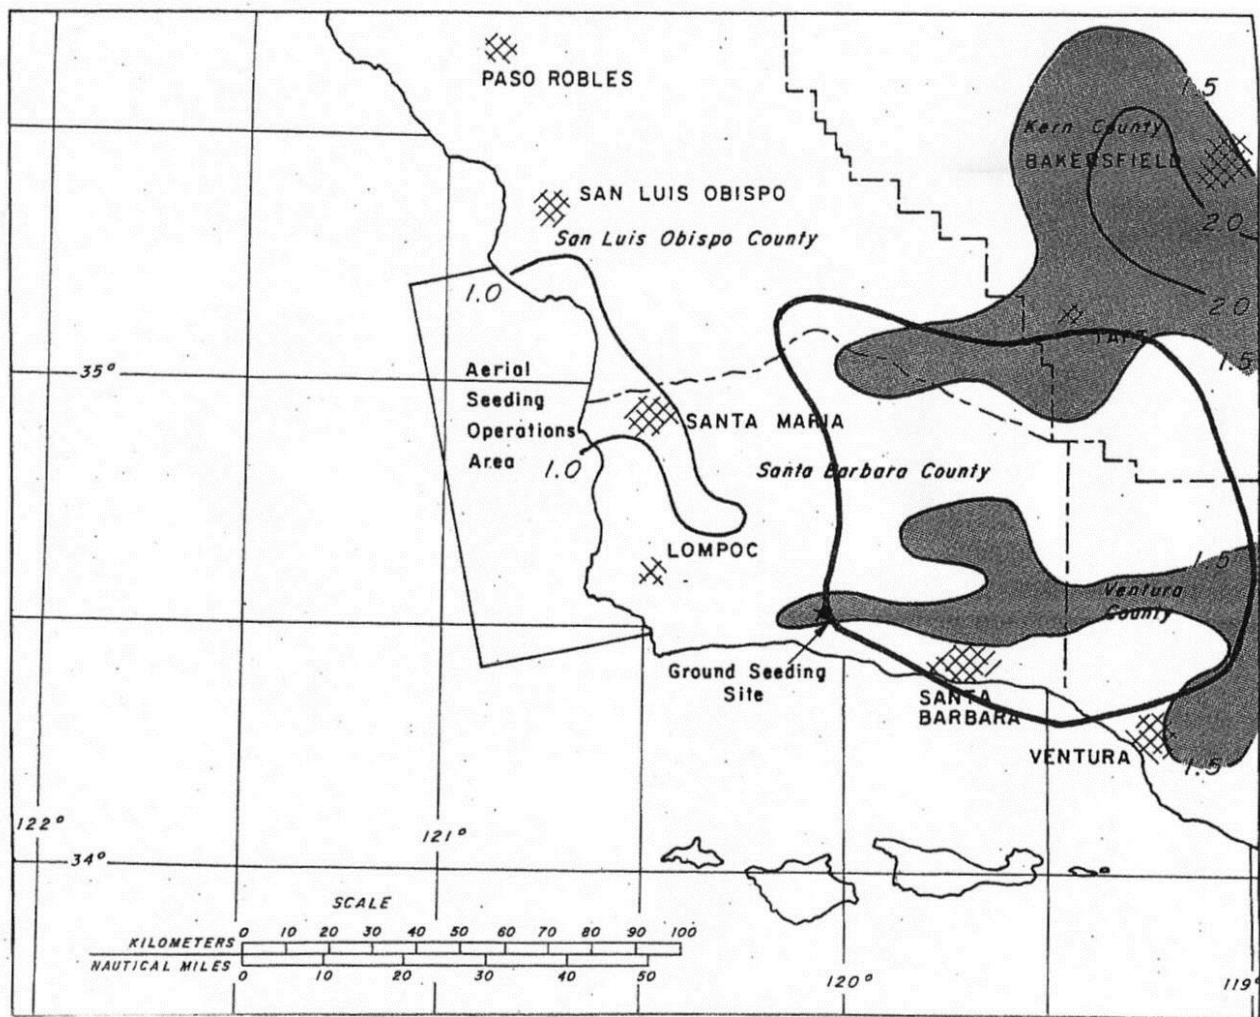 PASO ROBLES
1.5
Kern County
BAKERSFIELD
SAN LUIS OBISPO
San Luis Obispo County
2.0
1.0
2.0
TAFT
35°
1.5
Aerial
Seeding
Operations
Area
SANTA MARIA
1.0
Santa Barbara County
LOMPOC
1.5
Ventura
County
Ground Seeding
Site
SANTA
BARBARA
VENTURA
1.5
122°
121°
34°
SCALE
KILOMETERS
0 10 20 30 40 50 60 70 80 90 100
NAUTICAL MILES
0 10 20 30 40 50
120°
119°